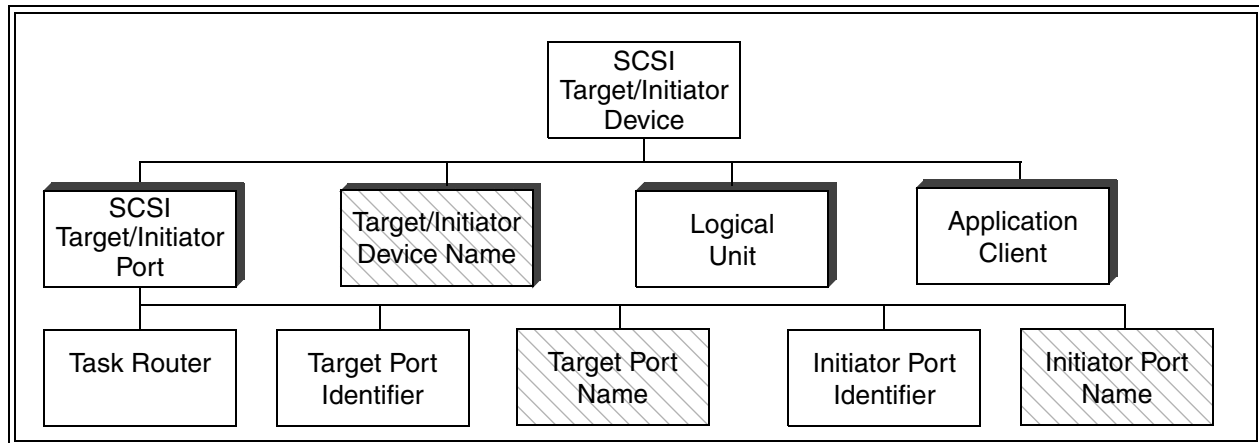 SCSI
Target/Initiator
Device
SCSI
Target/Initiator
Port
Target/Initiator
Device Name
Logical
Unit
Application
Client
Task Router
Target Port
Identifier
Target Port
Name
Initiator Port
Identifier
Initiator Port
Name